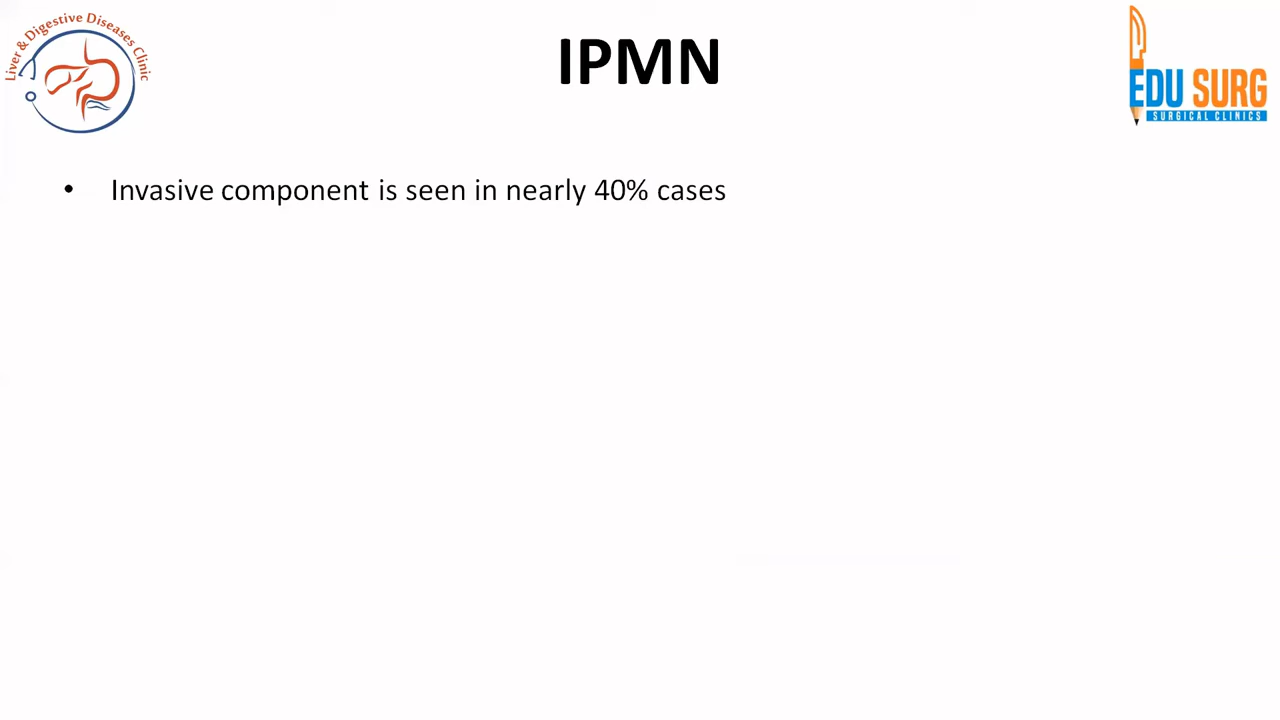 Liver & Digestive Diseases Clinic
IPMN
EDU SURG
SURGICAL CLINICS
• Invasive component is seen in nearly 40% cases